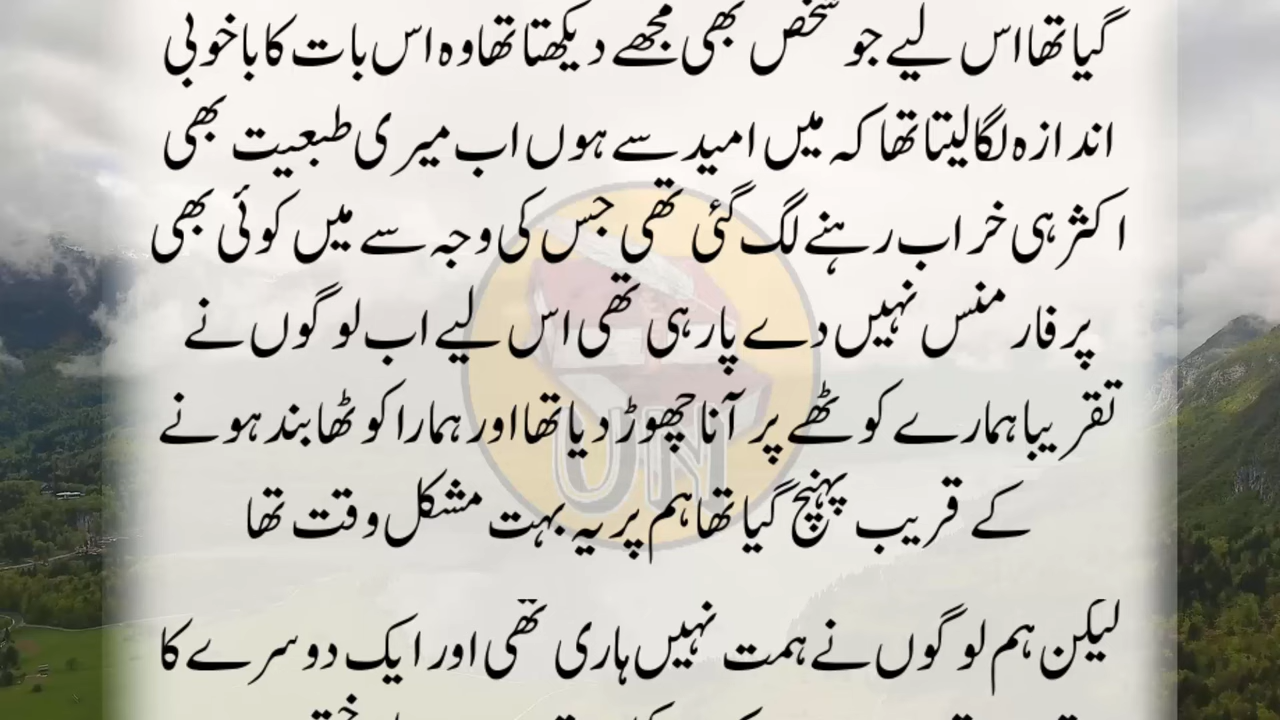 گیا تھا اس لیے جو شخص بھی مجھے دیکھتا تھا وہ اس بات کا باخوبی
اندازہ لگا لیتا تھا کہ میں امید سے ہوں اب میری طبعیت بھی
اکثر ہی خراب رہنے لگ گئی تھی جس کی وجہ سے میں کوئی بھی
پرفارمنس نہیں دے پا رہی تھی اس لیے اب لوگوں نے
تقریبا ہمارے کوٹھے پر آنا چھوڑ دیا تھا اور ہمارا کوٹھا بند ہونے
کے قریب پہنچ گیا تھا ہم پر یہ بہت مشکل وقت تھا
لیکن ہم لوگوں نے ہمت نہیں ہاری تھی اور ایک دوسرے کا
UN